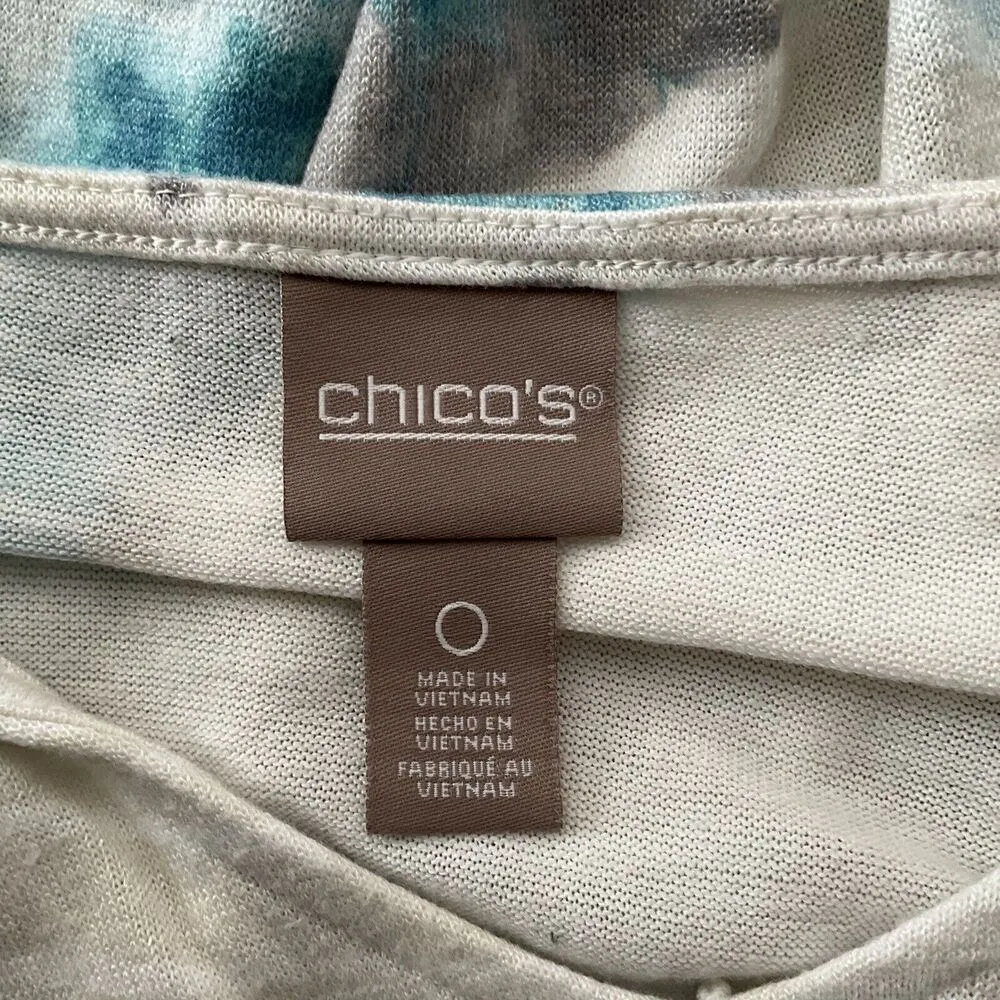 chico's®
0
MADE IN
VIETNAM
HECHO EN
VIETNAM
FABRIQUÉ AU
VIETNAM